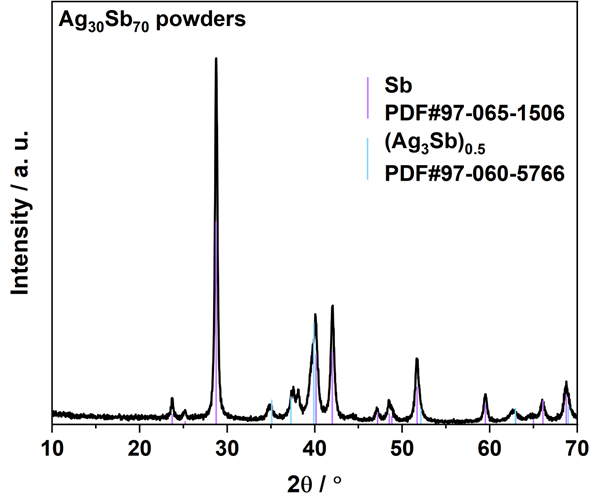 Ag₃₀Sb₇₀ powders
Sb
PDF#97-065-1506
(Ag₃Sb)₀.₅
PDF#97-060-5766
Intensity / a. u.
10 20 30 40 50 60 70
2θ / °